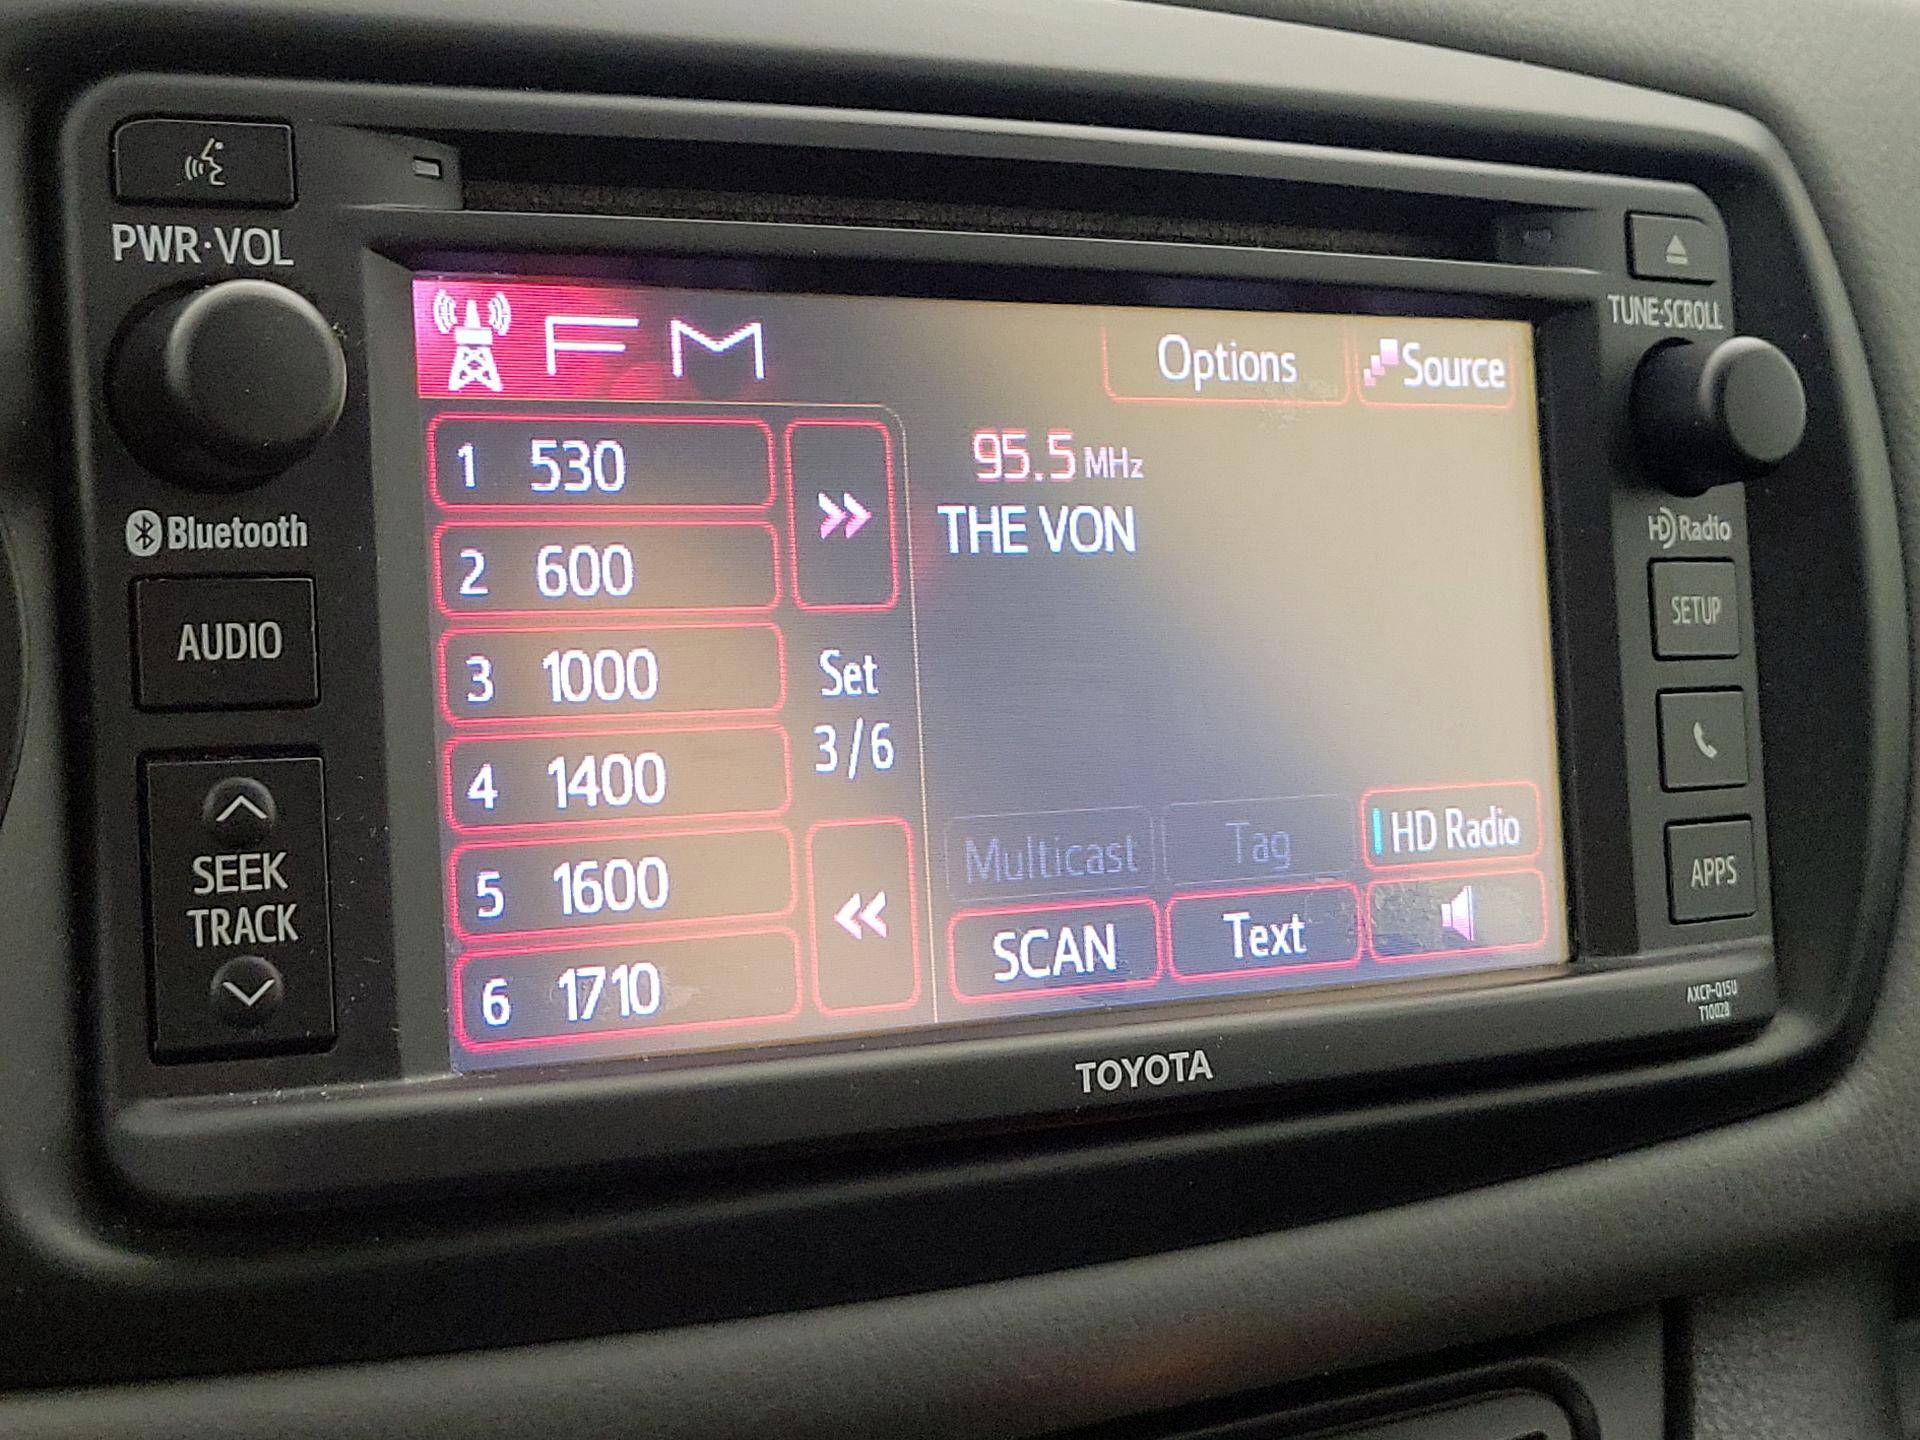 PWR·VOL
Bluetooth
AUDIO
SEEK
TRACK
FM
Options
Source
1 530
2 600
3 1000
4 1400
5 1600
6 1710
Set
3/6
95.5 MHz
THE VON
Multicast
Tag
HD Radio
SCAN
Text
TOYOTA
TUNE·SCROLL
HD Radio
SETUP
APPS
AXCP-Q15U
T10028